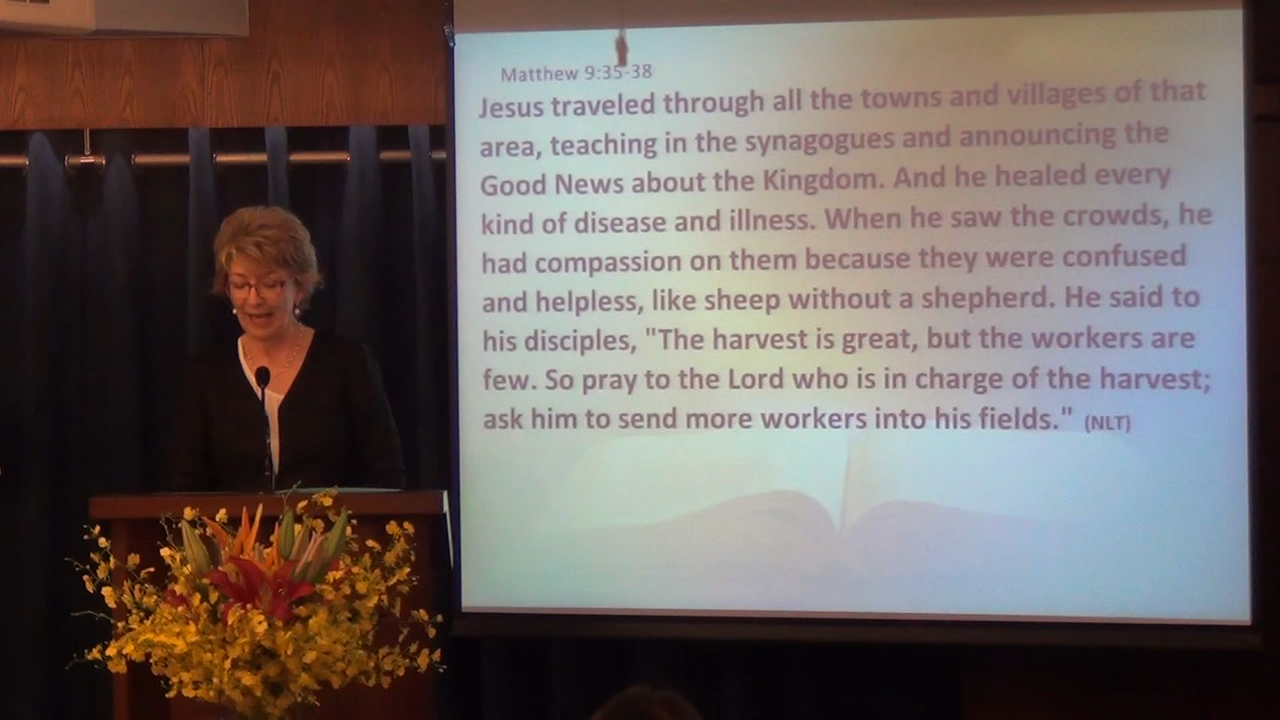 Matthew 9:35-38
Jesus traveled through all the towns and villages of that
area, teaching in the synagogues and announcing the
Good News about the Kingdom. And he healed every
kind of disease and illness. When he saw the crowds, he
had compassion on them because they were confused
and helpless, like sheep without a shepherd. He said to
his disciples, "The harvest is great, but the workers are
few. So pray to the Lord who is in charge of the harvest;
ask him to send more workers into his fields." (NLT)